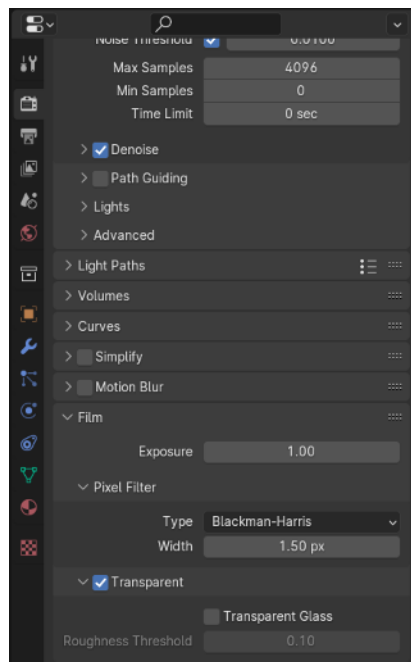 Noise Threshold 0.0100
Max Samples 4096
Min Samples 0
Time Limit 0 sec
Denoise
Path Guiding
Lights
Advanced
Light Paths
Volumes
Curves
Simplify
Motion Blur
Film
Exposure 1.00
Pixel Filter
Type Blackman-Harris
Width 1.50 px
Transparent
Transparent Glass
Roughness Threshold 0.10